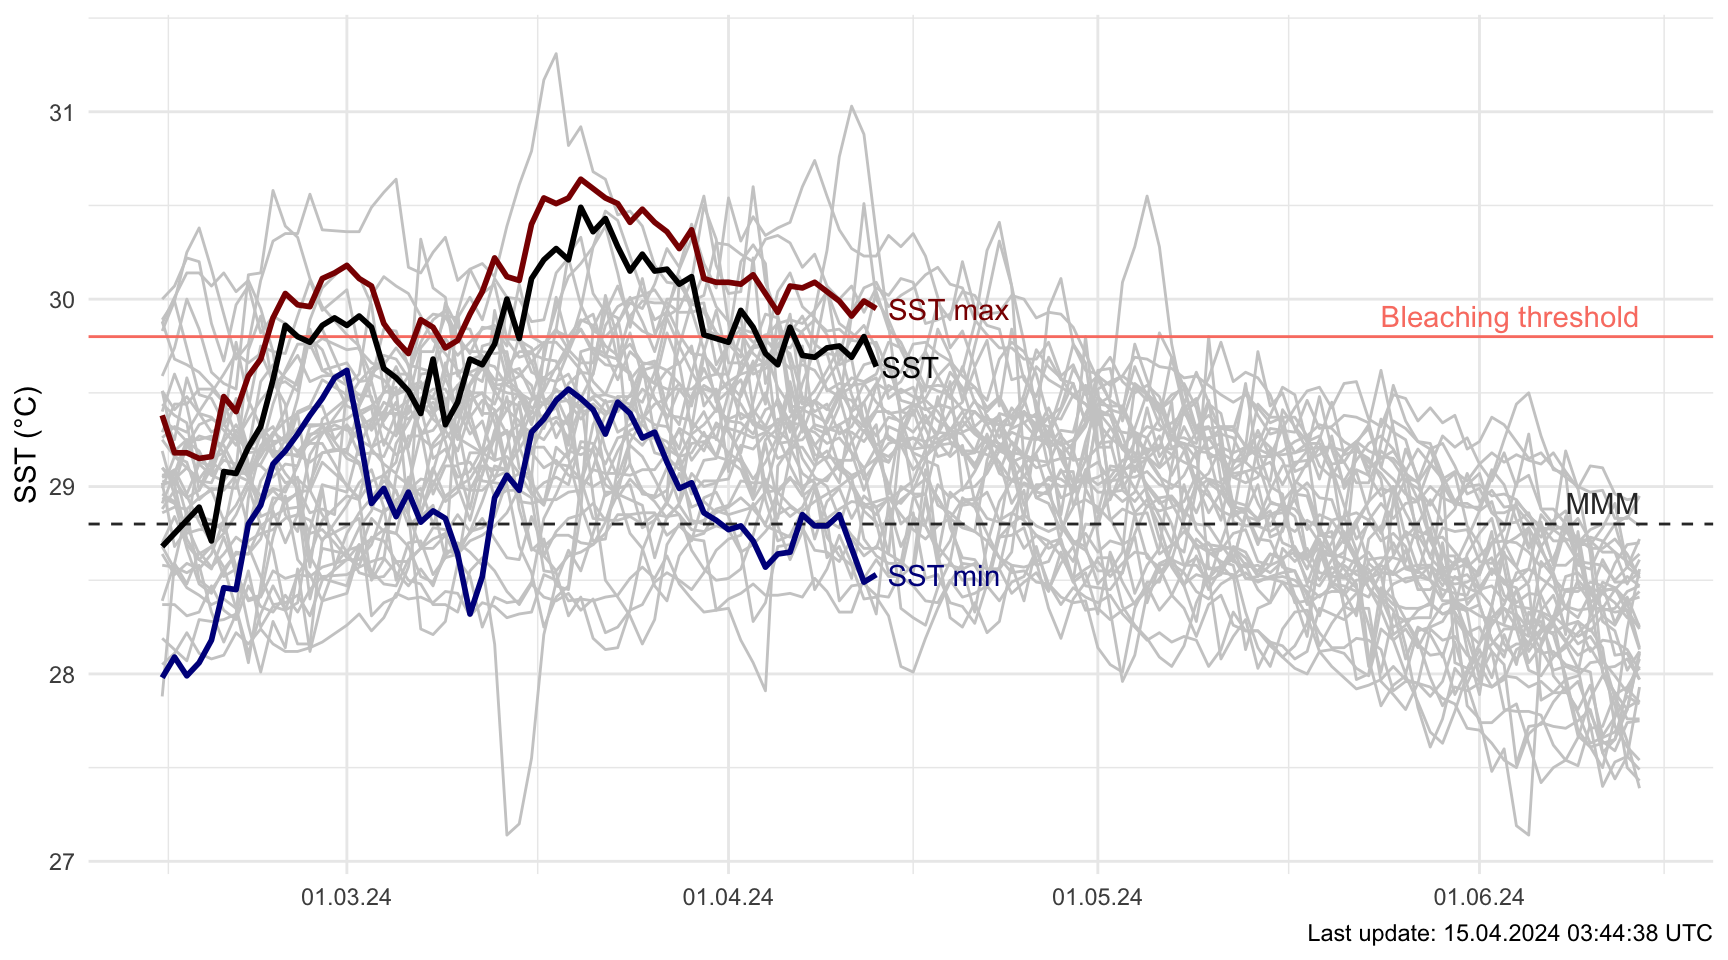 31
30
29
28
27
SST (°C)
SST max
SST
SST min
Bleaching threshold
MMM
01.03.24
01.04.24
01.05.24
01.06.24
Last update: 15.04.2024 03:44:38 UTC